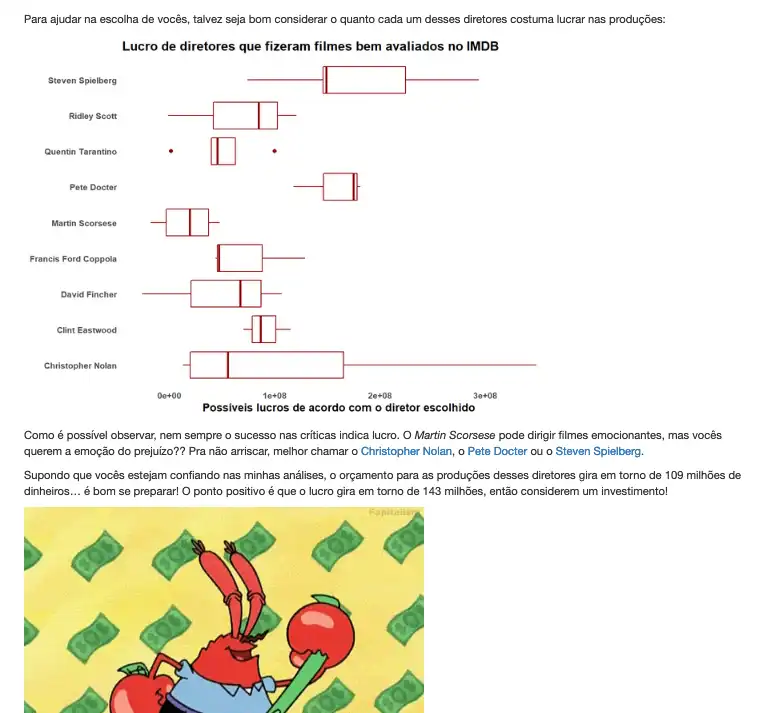 Para ajudar na escolha de vocês, talvez seja bom considerar o quanto cada um desses diretores costuma lucrar nas produções:
Lucro de diretores que fizeram filmes bem avaliados no IMDB
Steven Spielberg
Ridley Scott
Quentin Tarantino
Pete Docter
Martin Scorsese
Francis Ford Coppola
David Fincher
Clint Eastwood
Christopher Nolan
0e+00 1e+08 2e+08 3e+08
Possíveis lucros de acordo com o diretor escolhido
Como é possível observar, nem sempre o sucesso nas críticas indica lucro. O Martin Scorsese pode dirigir filmes emocionantes, mas vocês
querem a emoção do prejuízo?? Pra não arriscar, melhor chamar o Christopher Nolan, o Pete Docter ou o Steven Spielberg.
Supondo que vocês estejam confiando nas minhas análises, o orçamento para as produções desses diretores gira em torno de 109 milhões de
dinheiros... é bom se preparar! O ponto positivo é que o lucro gira em torno de 143 milhões, então considerem um investimento!